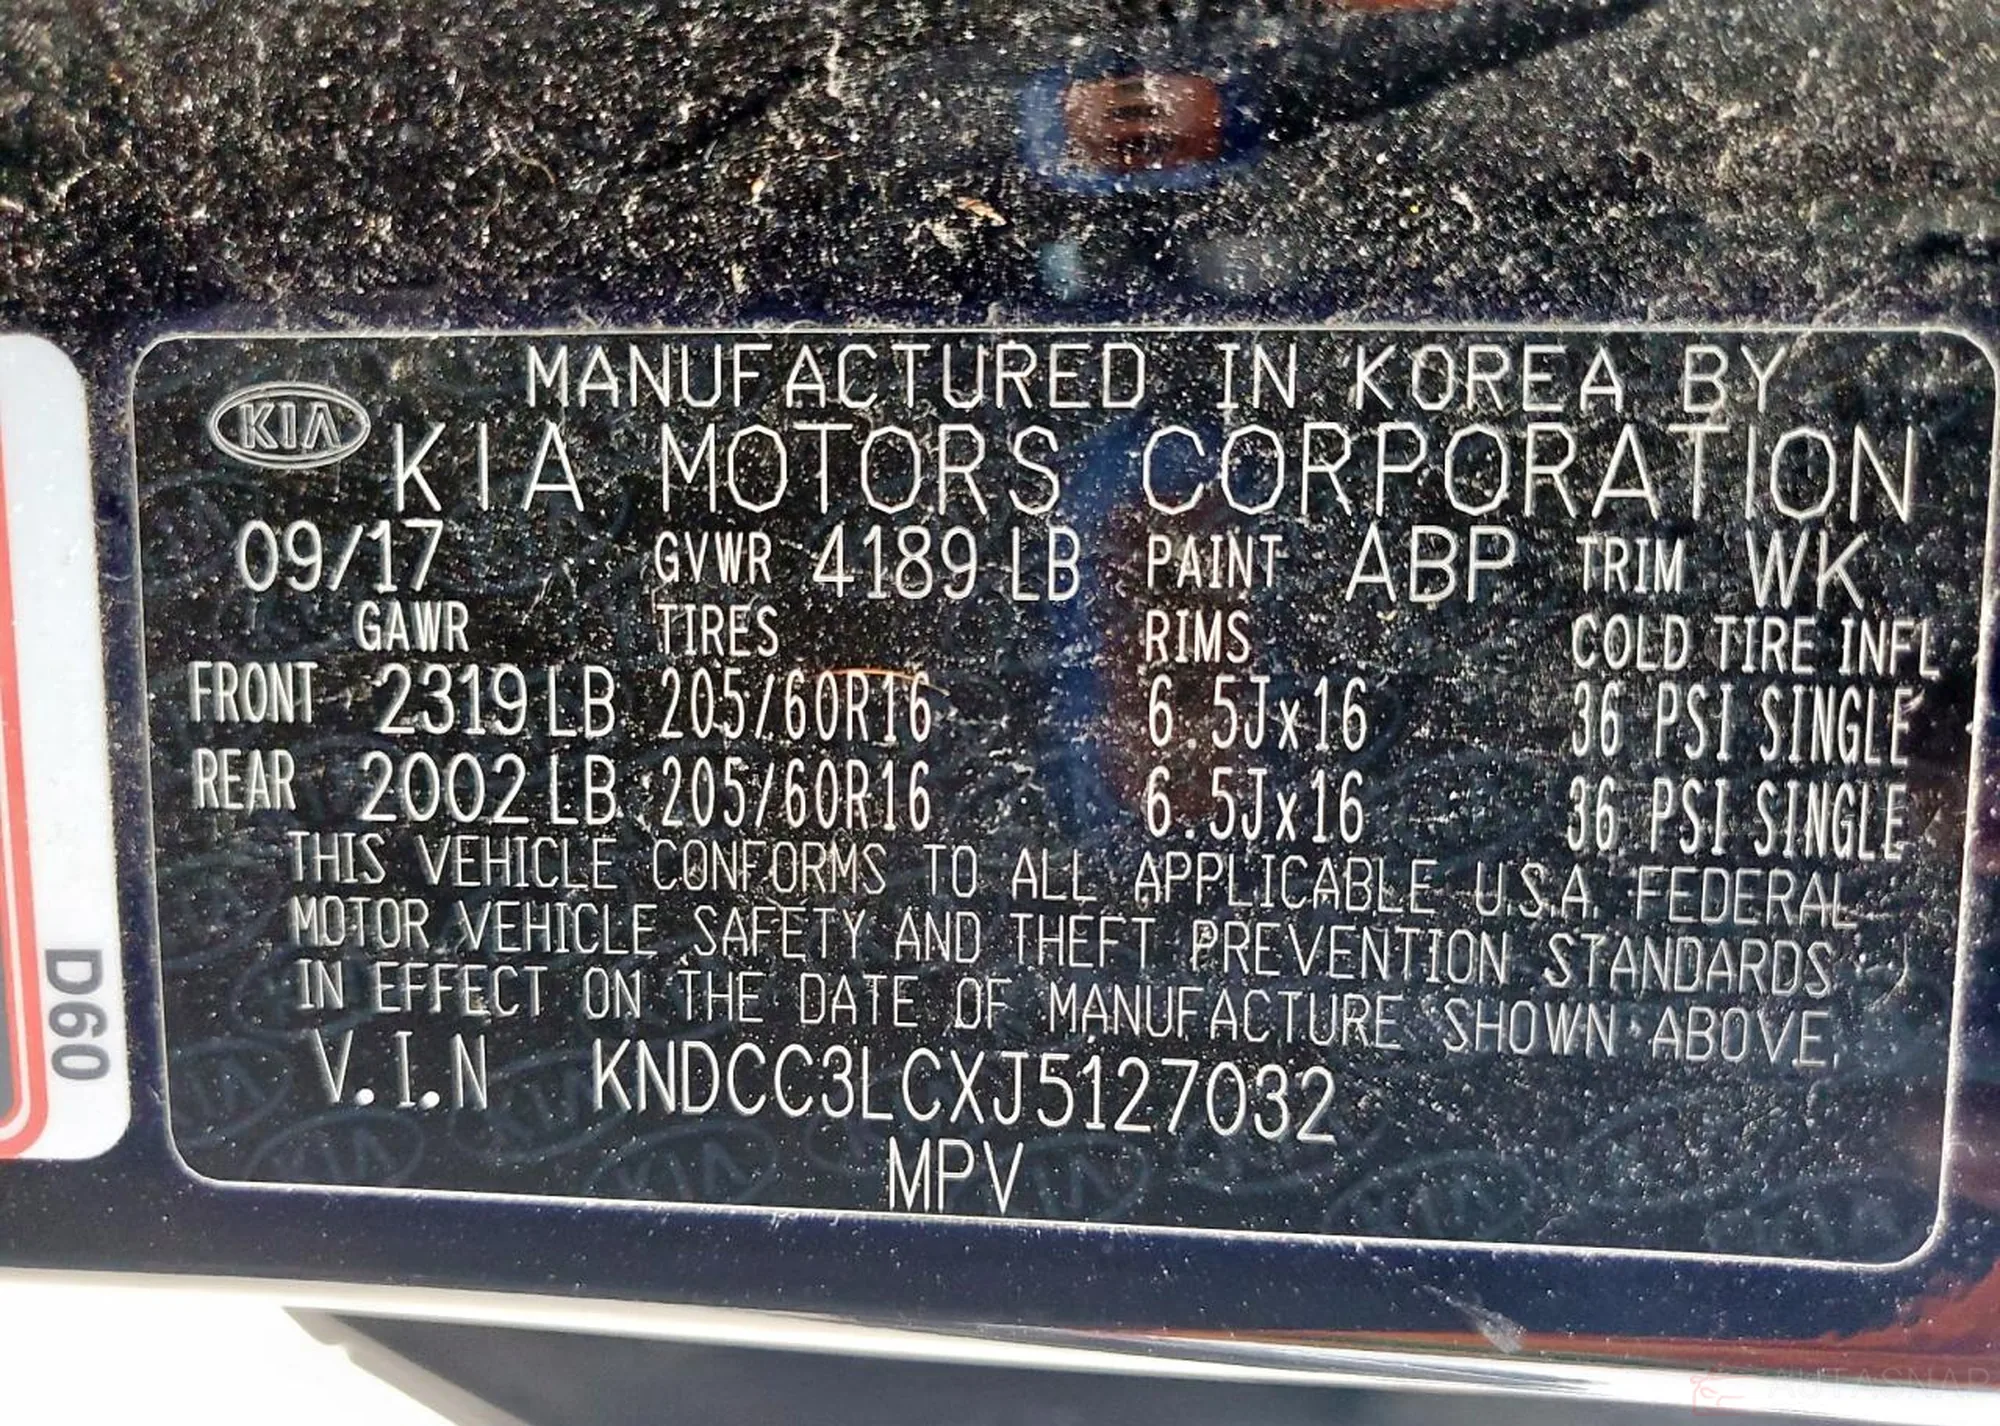 MANUFACTURED IN KOREA BY
KIA
KIA MOTORS CORPORATION
09/17 GVWR 4189 LB PAINT ABP TRIM WK
GAWR TIRES RIMS COLD TIRE INFL
FRONT 2319 LB 205/60R16 6.5Jx16 36 PSI SINGLE
REAR 2002 LB 205/60R16 6.5Jx16 36 PSI SINGLE
THIS VEHICLE CONFORMS TO ALL APPLICABLE U.S.A. FEDERAL
MOTOR VEHICLE SAFETY AND THEFT PREVENTION STANDARDS
IN EFFECT ON THE DATE OF MANUFACTURE SHOWN ABOVE.
V.I.N KNDCC3LCXJ5127032
MPV
D60
AUTASNAP